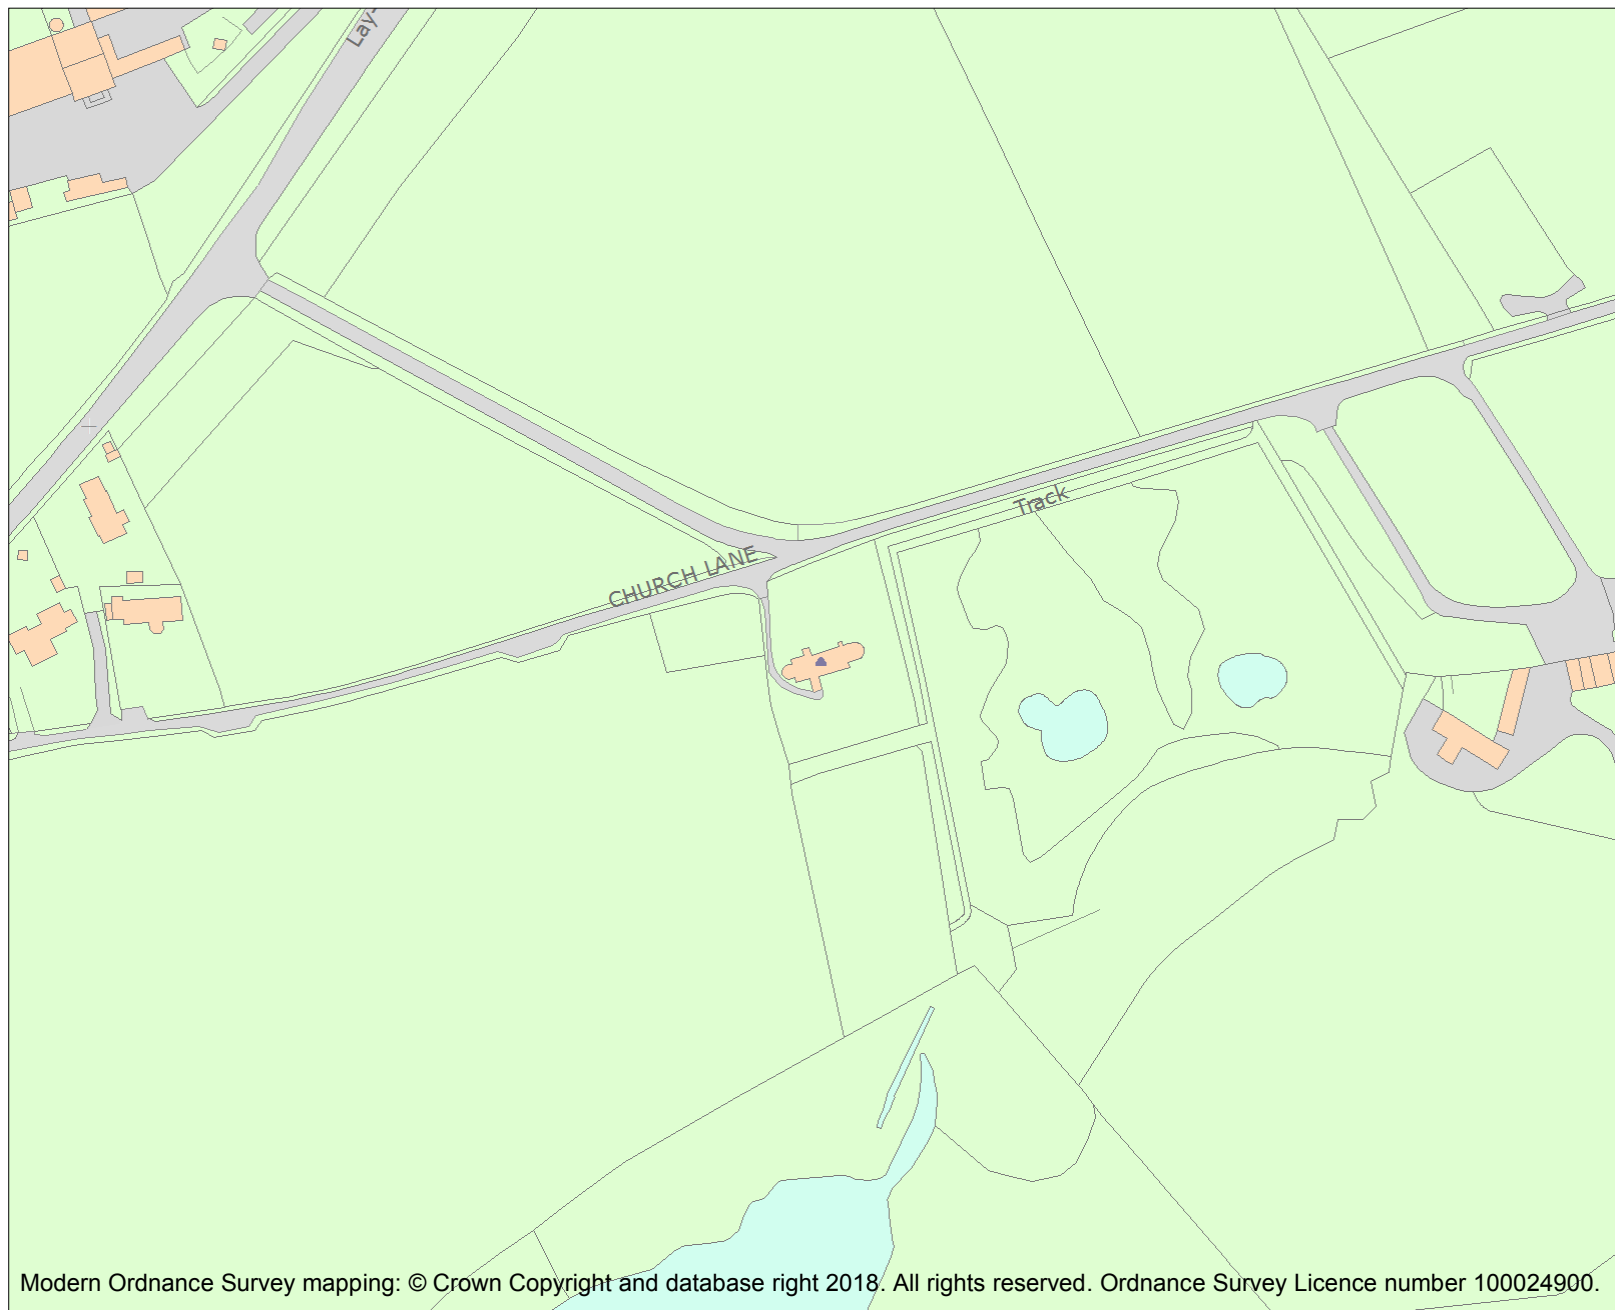 Lay-
Track
CHURCH LANE
Modern Ordnance Survey mapping: © Crown Copyright and database right 2018. All rights reserved. Ordnance Survey Licence number 100024900.